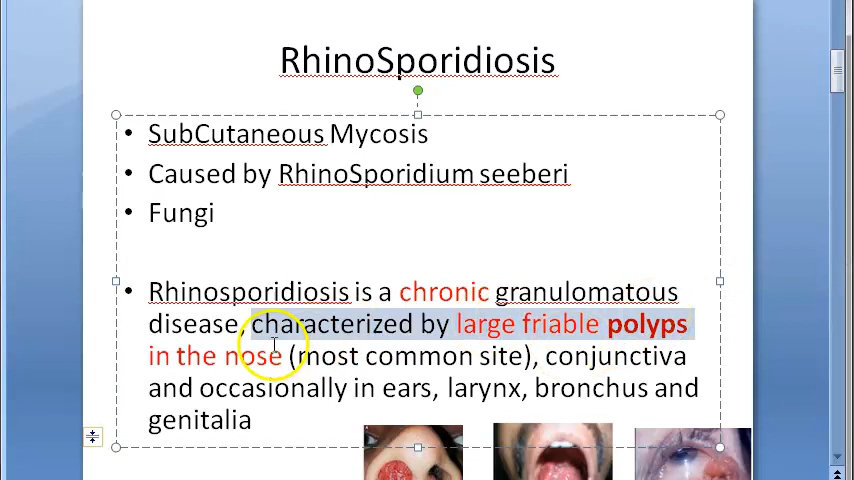 RhinoSporidiosis
• SubCutaneous Mycosis
• Caused by RhinoSporidium seeberi
• Fungi
• Rhinosporidiosis is a chronic granulomatous
disease, characterized by large friable polyps
in the nose (most common site), conjunctiva
and occasionally in ears, larynx, bronchus and
genitalia